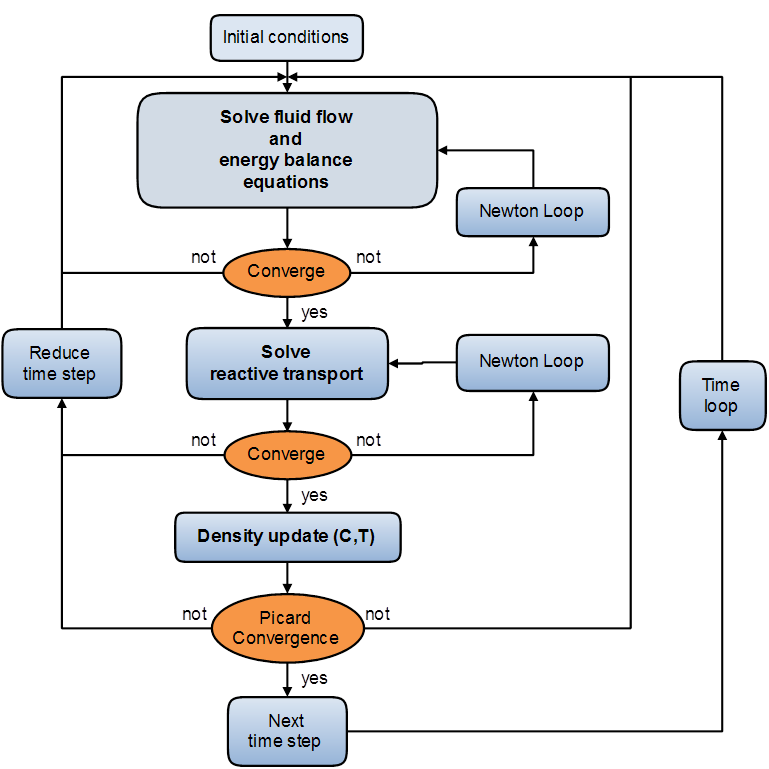 Initial conditions
Solve fluid flow
and
energy balance
equations
Newton Loop
not
not
Converge
yes
Reduce
time step
Solve
reactive transport
Newton Loop
Time
loop
not
not
Converge
yes
Density update (C,T)
not
not
Picard
Convergence
yes
Next
time step